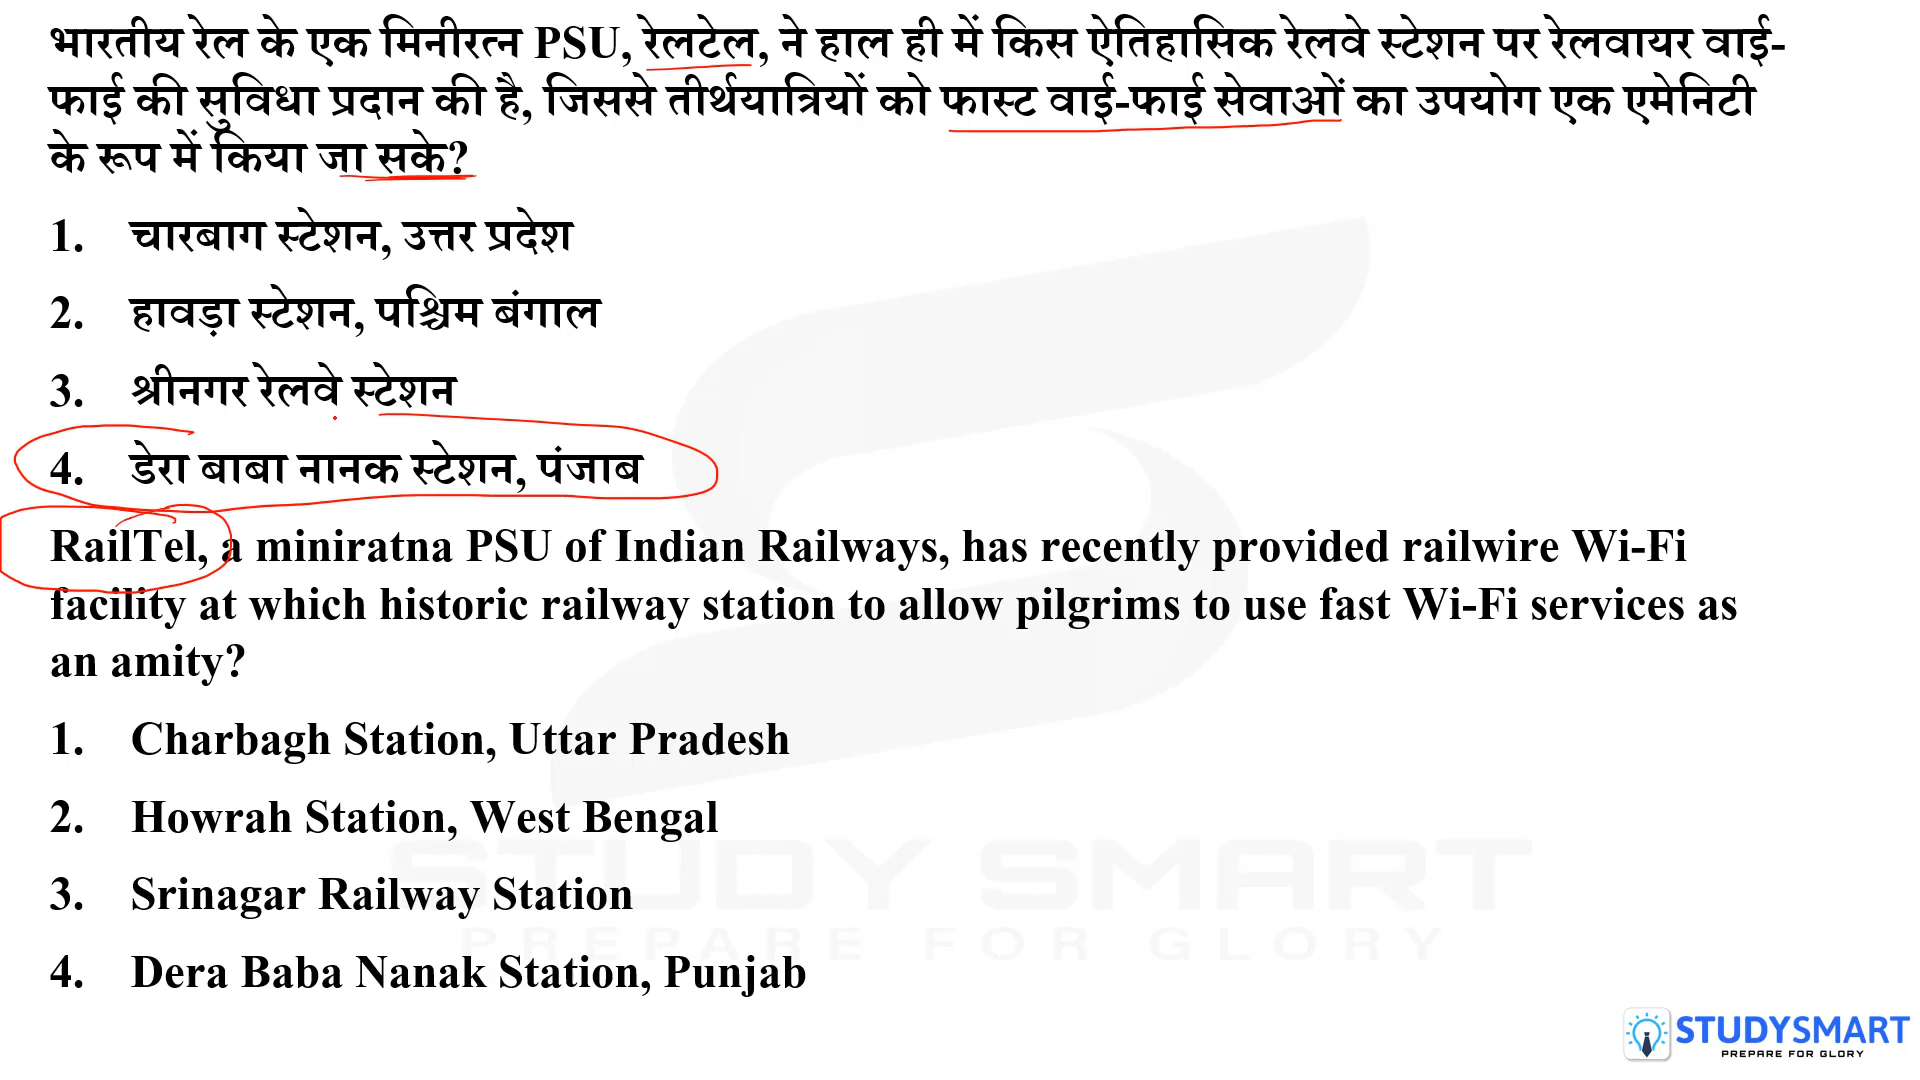 भारतीय रेल के एक मिनीरत्न PSU, रेलटेल, ने हाल ही में किस ऐतिहासिक रेलवे स्टेशन पर रेलवायर वाई-
फाई की सुविधा प्रदान की है, जिससे तीर्थयात्रियों को फास्ट वाई-फाई सेवाओं का उपयोग एक एमेनिटी
के रूप में किया जा सके?
1. चारबाग स्टेशन, उत्तर प्रदेश
2. हावड़ा स्टेशन, पश्चिम बंगाल
3. श्रीनगर रेलवे स्टेशन
4. डेरा बाबा नानक स्टेशन, पंजाब
RailTel, a miniratna PSU of Indian Railways, has recently provided railwire Wi-Fi
facility at which historic railway station to allow pilgrims to use fast Wi-Fi services as
an amity?
1. Charbagh Station, Uttar Pradesh
2. Howrah Station, West Bengal
3. Srinagar Railway Station
4. Dera Baba Nanak Station, Punjab
STUDY SMART
PREPARE FOR GLORY
STUDYSMART
PREPARE FOR GLORY